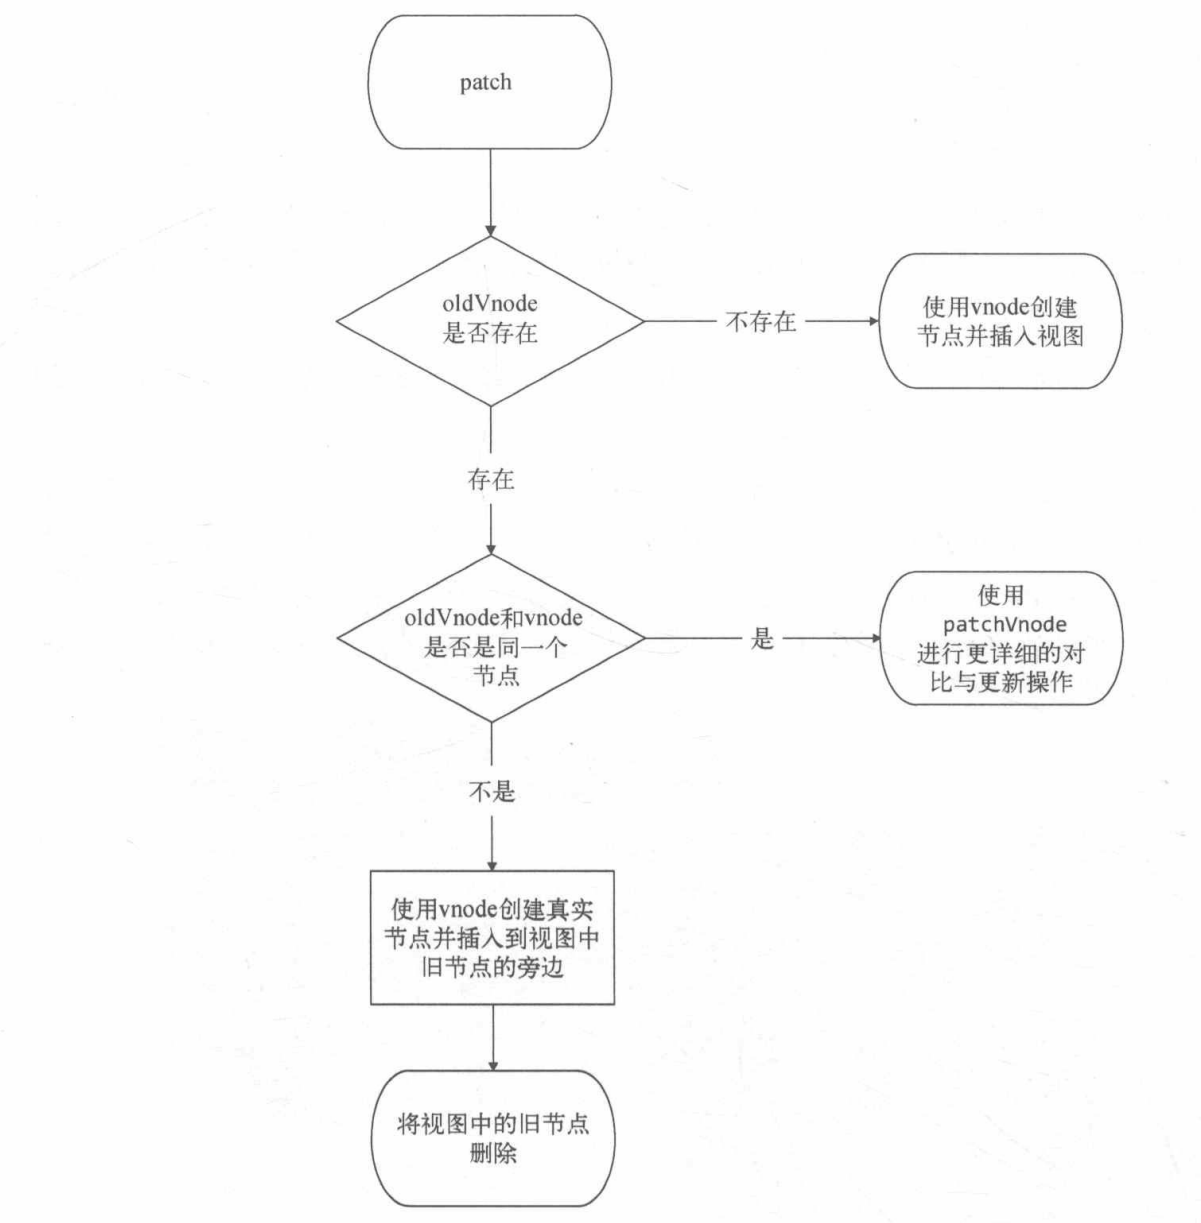 patch
oldVnode
是否存在
不存在
使用vnode创建
节点并插入视图
存在
oldVnode和vnode
是否是同一个
节点
是
使用
patchVnode
进行更详细的对
比与更新操作
不是
使用vnode创建真实
节点并插入到视图中
旧节点的旁边
将视图中的旧节点
删除